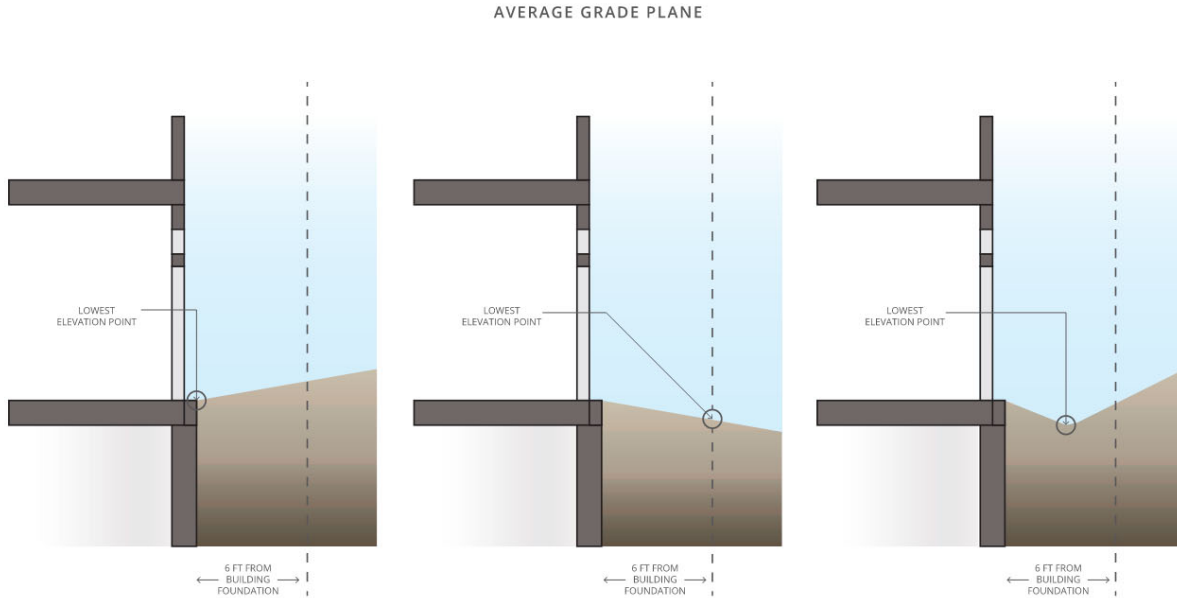 AVERAGE GRADE PLANE
LOWEST
ELEVATION POINT
6 FT FROM
BUILDING
FOUNDATION
LOWEST
ELEVATION POINT
6 FT FROM
BUILDING
FOUNDATION
LOWEST
ELEVATION POINT
6 FT FROM
BUILDING
FOUNDATION